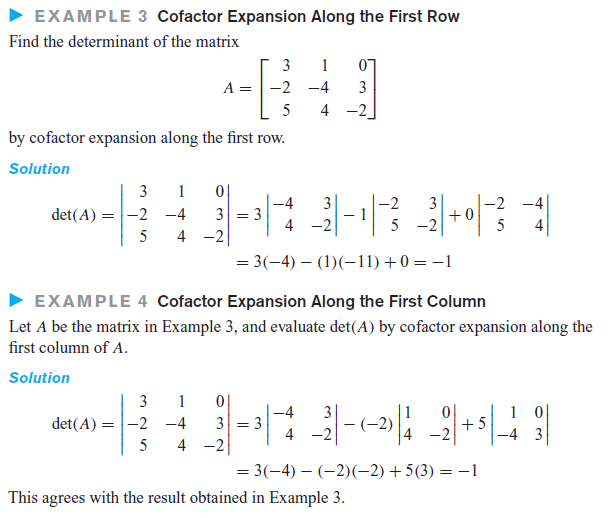 ▶ EXAMPLE 3 Cofactor Expansion Along the First Row
Find the determinant of the matrix
A = [ 3 1 0
-2 -4 3
5 4 -2 ]
by cofactor expansion along the first row.
Solution
det(A) = | 3 1 0; -2 -4 3; 5 4 -2 | = 3 | -4 3; 4 -2 | − 1 | -2 3; 5 -2 | + 0 | -2 -4; 5 4 |
= 3(−4) − (1)(−11) + 0 = −1
▶ EXAMPLE 4 Cofactor Expansion Along the First Column
Let A be the matrix in Example 3, and evaluate det(A) by cofactor expansion along the
first column of A.
Solution
det(A) = | 3 1 0; -2 -4 3; 5 4 -2 | = 3 | -4 3; 4 -2 | − (−2) | 1 0; 4 -2 | + 5 | 1 0; -4 3 |
= 3(−4) − (−2)(−2) + 5(3) = −1
This agrees with the result obtained in Example 3.